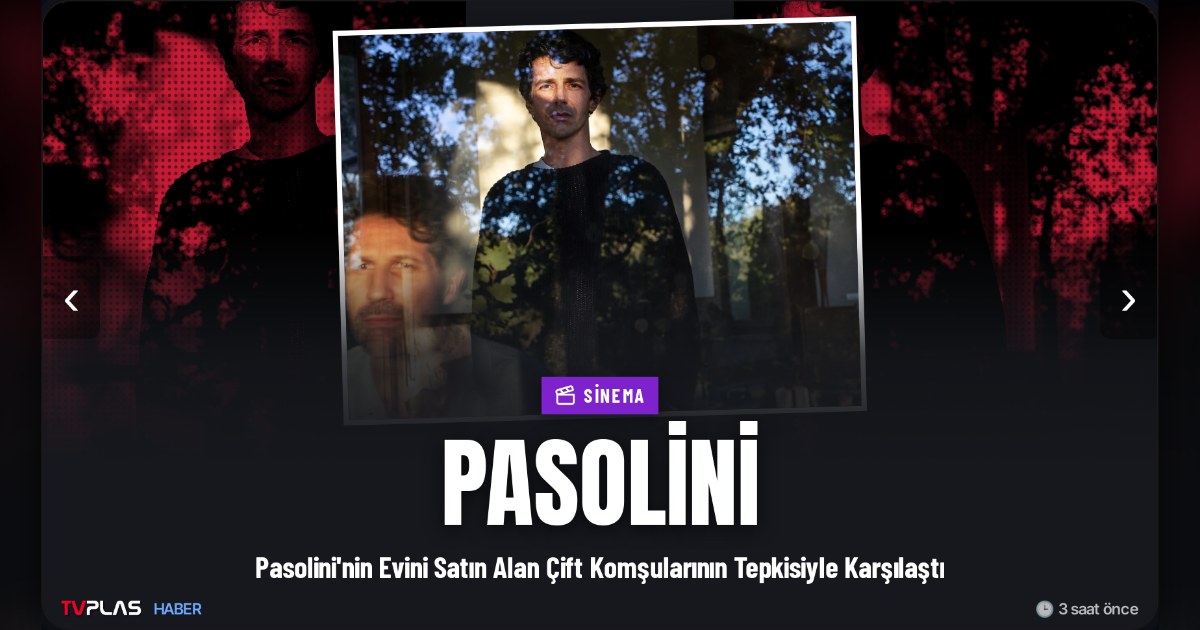 SİNEMA
PASOLİNİ
Pasolini'nin Evini Satın Alan Çift Komşularının Tepkisiyle Karşılaştı
TVPLAS HABER
3 saat önce